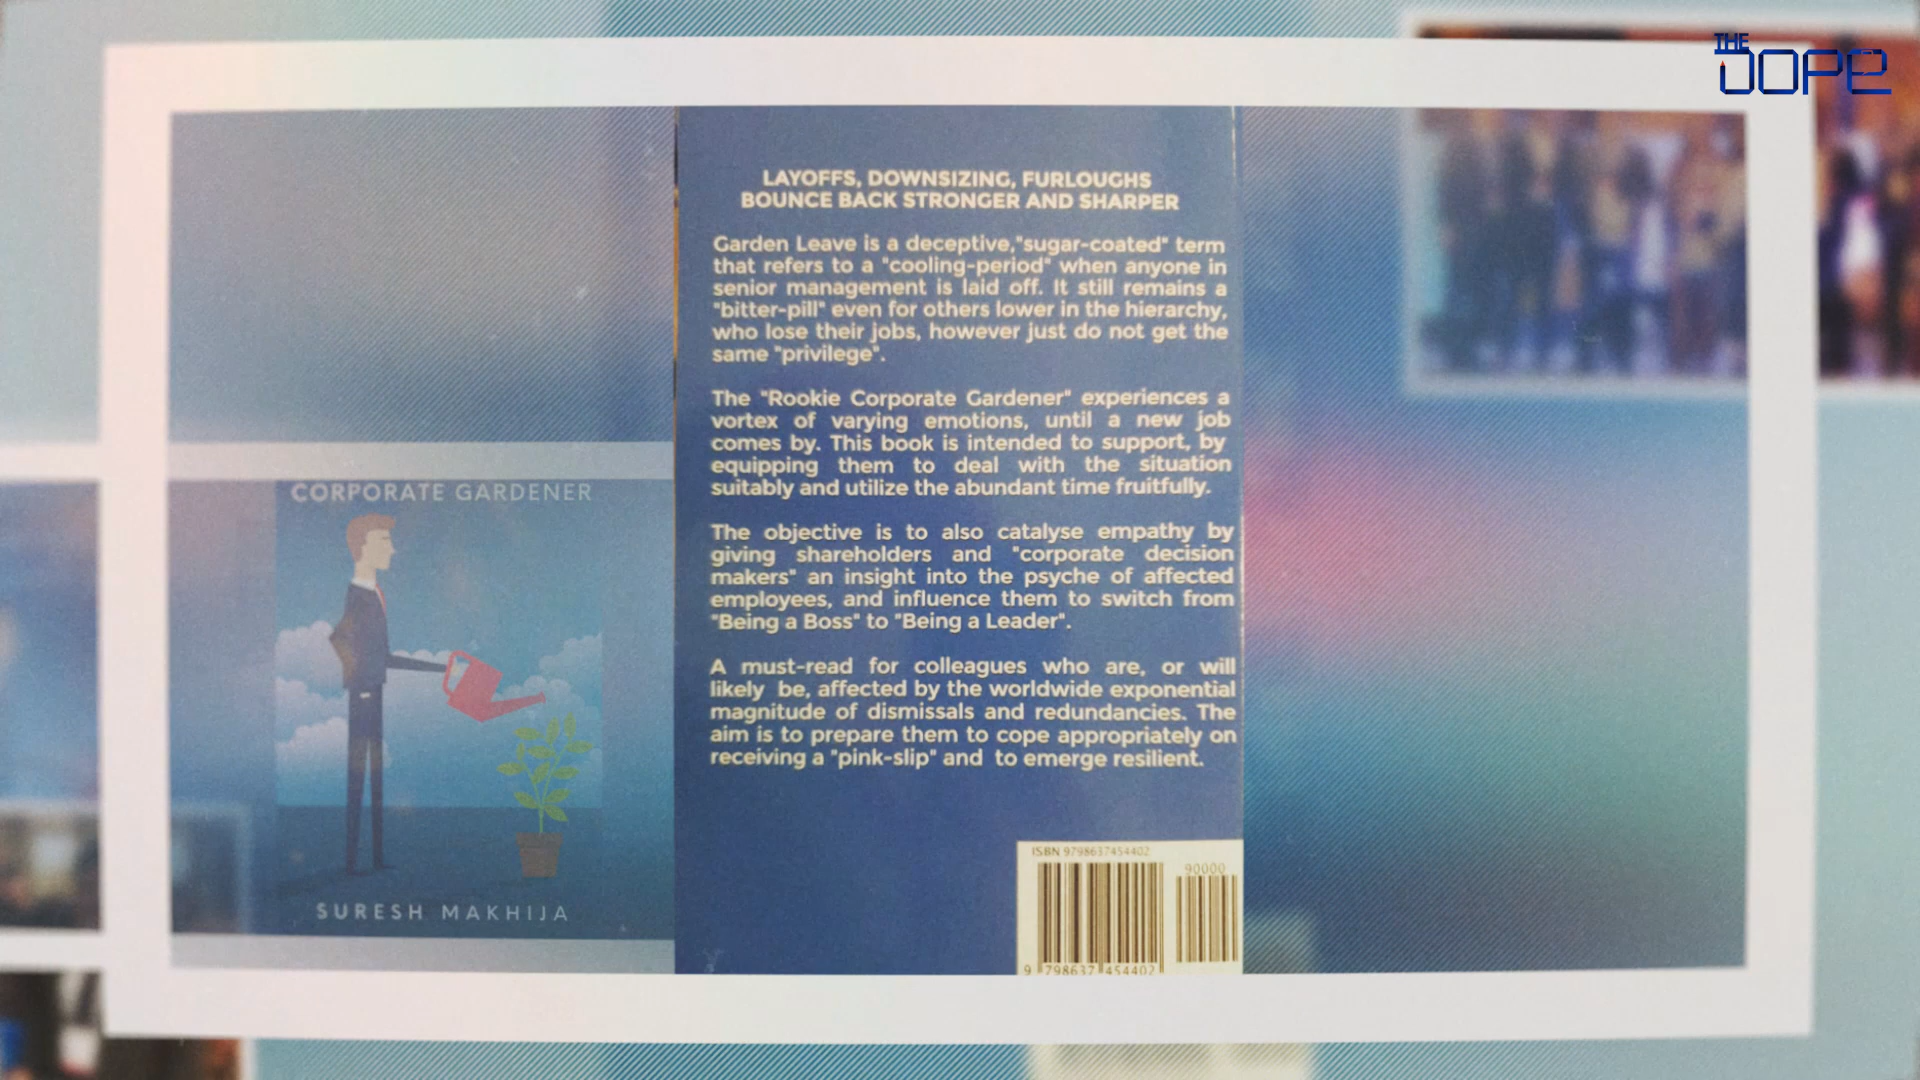 THE
DOPE
LAYOFFS, DOWNSIZING, FURLOUGHS
BOUNCE BACK STRONGER AND SHARPER
Garden Leave is a deceptive,"sugar-coated" term
that refers to a "cooling-period" when anyone in
senior management is laid off. It still remains a
"bitter-pill" even for others lower in the hierarchy,
who lose their jobs, however just do not get the
same "privilege".
The "Rookie Corporate Gardener" experiences a
vortex of varying emotions, until a new job
comes by. This book is intended to support, by
equipping them to deal with the situation
suitably and utilize the abundant time fruitfully.
The objective is to also catalyse empathy by
giving shareholders and "corporate decision
makers" an insight into the psyche of affected
employees, and influence them to switch from
"Being a Boss" to "Being a Leader".
A must-read for colleagues who are, or will
likely be, affected by the worldwide exponential
magnitude of dismissals and redundancies. The
aim is to prepare them to cope appropriately on
receiving a "pink-slip" and to emerge resilient.
ISBN 9798637454402
90000
9 798637 454402
CORPORATE GARDENER
SURESH MAKHIJA